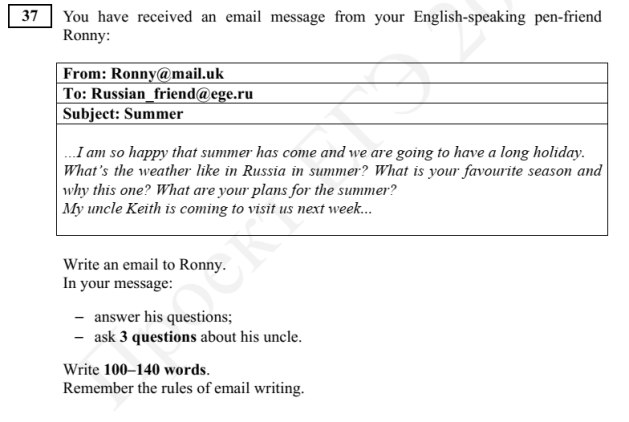 37 You have received an email message from your English-speaking pen-friend
Ronny:
From: Ronny@mail.uk
To: Russian_friend@ege.ru
Subject: Summer
...I am so happy that summer has come and we are going to have a long holiday.
What's the weather like in Russia in summer? What is your favourite season and
why this one? What are your plans for the summer?
My uncle Keith is coming to visit us next week...
Write an email to Ronny.
In your message:
– answer his questions;
– ask 3 questions about his uncle.
Write 100–140 words.
Remember the rules of email writing.
Проект ЕГЭ 20